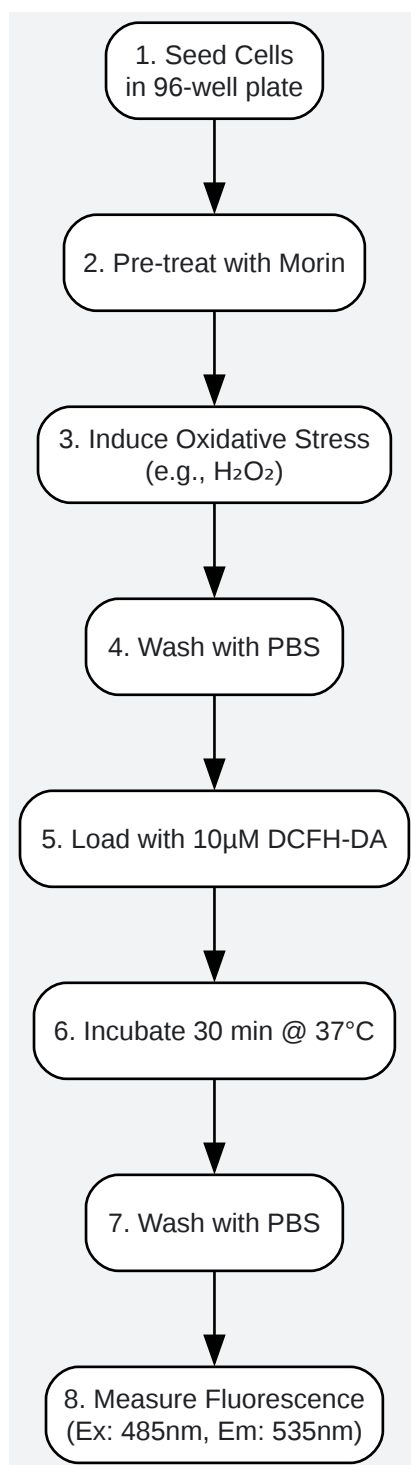 1. Seed Cells
in 96-well plate
2. Pre-treat with Morin
3. Induce Oxidative Stress
(e.g., H₂O₂)
4. Wash with PBS
5. Load with 10µM DCFH-DA
6. Incubate 30 min @ 37°C
7. Wash with PBS
8. Measure Fluorescence
(Ex: 485nm, Em: 535nm)